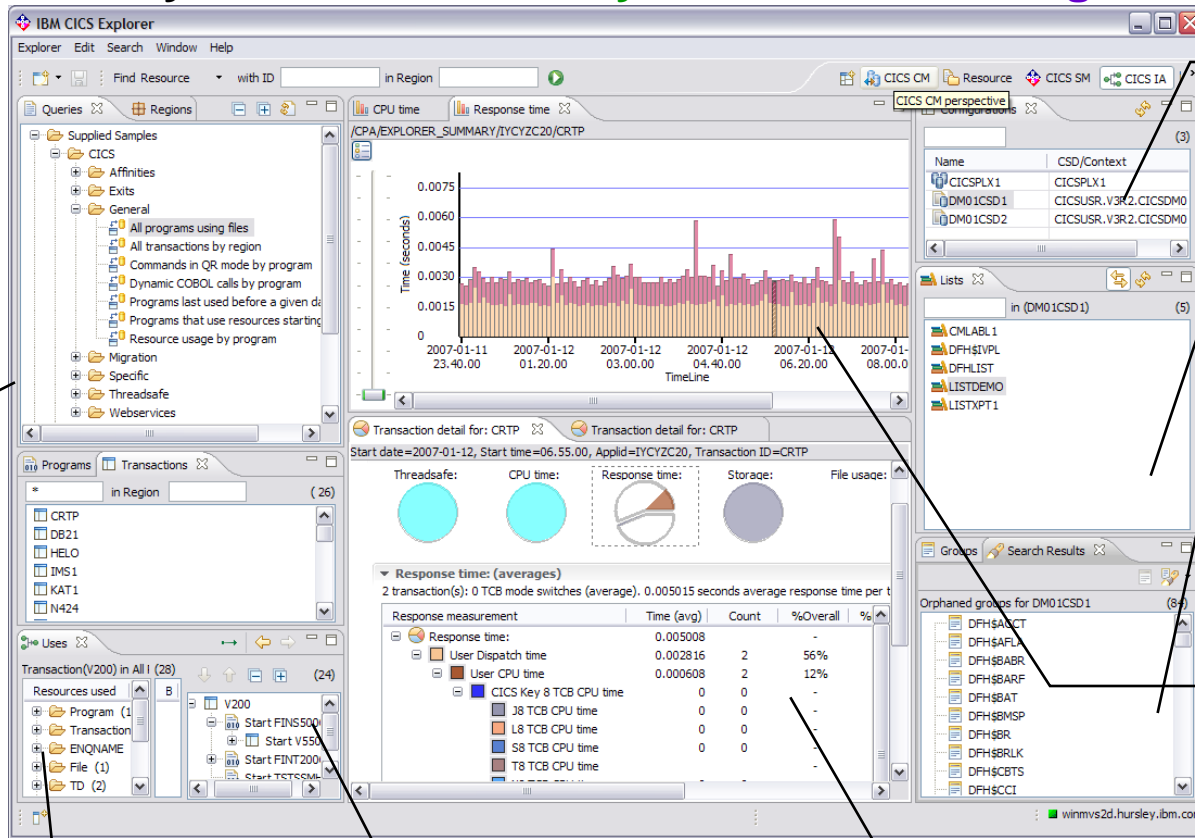 IBM CICS Explorer
Explorer Edit Search Window Help
Find Resource with ID in Region
CICS CM Resource CICS SM CICS IA
CICS CM perspective
Queries Regions
Supplied Samples
CICS
Affinities
Exits
General
All programs using files
All transactions by region
Commands in QR mode by program
Dynamic COBOL calls by program
Programs last used before a given da
Programs that use resources starting
Resource usage by program
Migration
Specific
Threadsafe
Webservices
CPU time Response time
/CPA/EXPLORER_SUMMARY/IYCYZC20/CRTP
Time (seconds)
0.0075
0.0060
0.0045
0.0030
0.0015
0
2007-01-11 2007-01-12 2007-01-12 2007-01-12 2007-01-12 2007-01-
23.40.00 01.20.00 03.00.00 04.40.00 06.20.00 08.00.0
TimeLine
Configurations
(3)
Name CSD/Context
CICSPLX1 CICSPLX1
DM01CSD1 CICSUSR.V3R2.CICSDM0
DM01CSD2 CICSUSR.V3R2.CICSDM0
Lists
in (DM01CSD1) (5)
CMLABL1
DFH$IVPL
DFHLIST
LISTDEMO
LISTXPT1
Programs Transactions
* in Region (26)
CRTP
DB21
HELO
IMS1
KAT1
N424
Transaction detail for: CRTP Transaction detail for: CRTP
Start date=2007-01-12, Start time=06.55.00, Applid=IYCYZC20, Transaction ID=CRTP
Threadsafe: CPU time: Response time: Storage: File usage:
Response time: (averages)
2 transaction(s): 0 TCB mode switches (average). 0.005015 seconds average response time per t
Response measurement Time (avg) Count %Overall %
Response time: 0.005008 -
User Dispatch time 0.002816 2 56%
User CPU time 0.000608 2 12%
CICS Key 8 TCB CPU time 0 0 -
J8 TCB CPU time 0 0 -
L8 TCB CPU time 0 0 -
S8 TCB CPU time 0 0 -
T8 TCB CPU time
Groups Search Results
Orphaned groups for DM01CSD1 (84)
DFH$AGCT
DFH$AFLA
DFH$BABR
DFH$BARF
DFH$BAT
DFH$BMSP
DFH$BR
DFH$BRLK
DFH$CBTS
DFH$CCI
Uses
Transaction(V200) in All (28)
Resources used B
Program (1
Transaction
ENQNAME
File (1)
TD (2)
(24)
V200
Start FINS500
Start V550
Start FINT200
Start TSTSSMH
winmvs2d.hursley.ibm.co